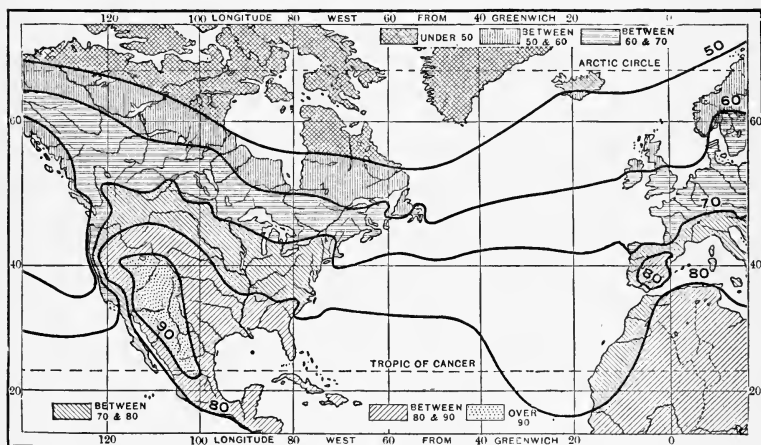 120 100 LONGITUDE 80 WEST 60 FROM 40 GREENWICH 20 0
UNDER 50
BETWEEN
50 & 60
BETWEEN
60 & 70
50
ARCTIC CIRCLE
60
60
60
70
40
80
80
40
90
TROPIC OF CANCER
20
80
20
BETWEEN
70 & 80
BETWEEN
80 & 90
OVER
90
120 100 LONGITUDE 80 WEST 60 FROM 40 GREENWICH 20 0